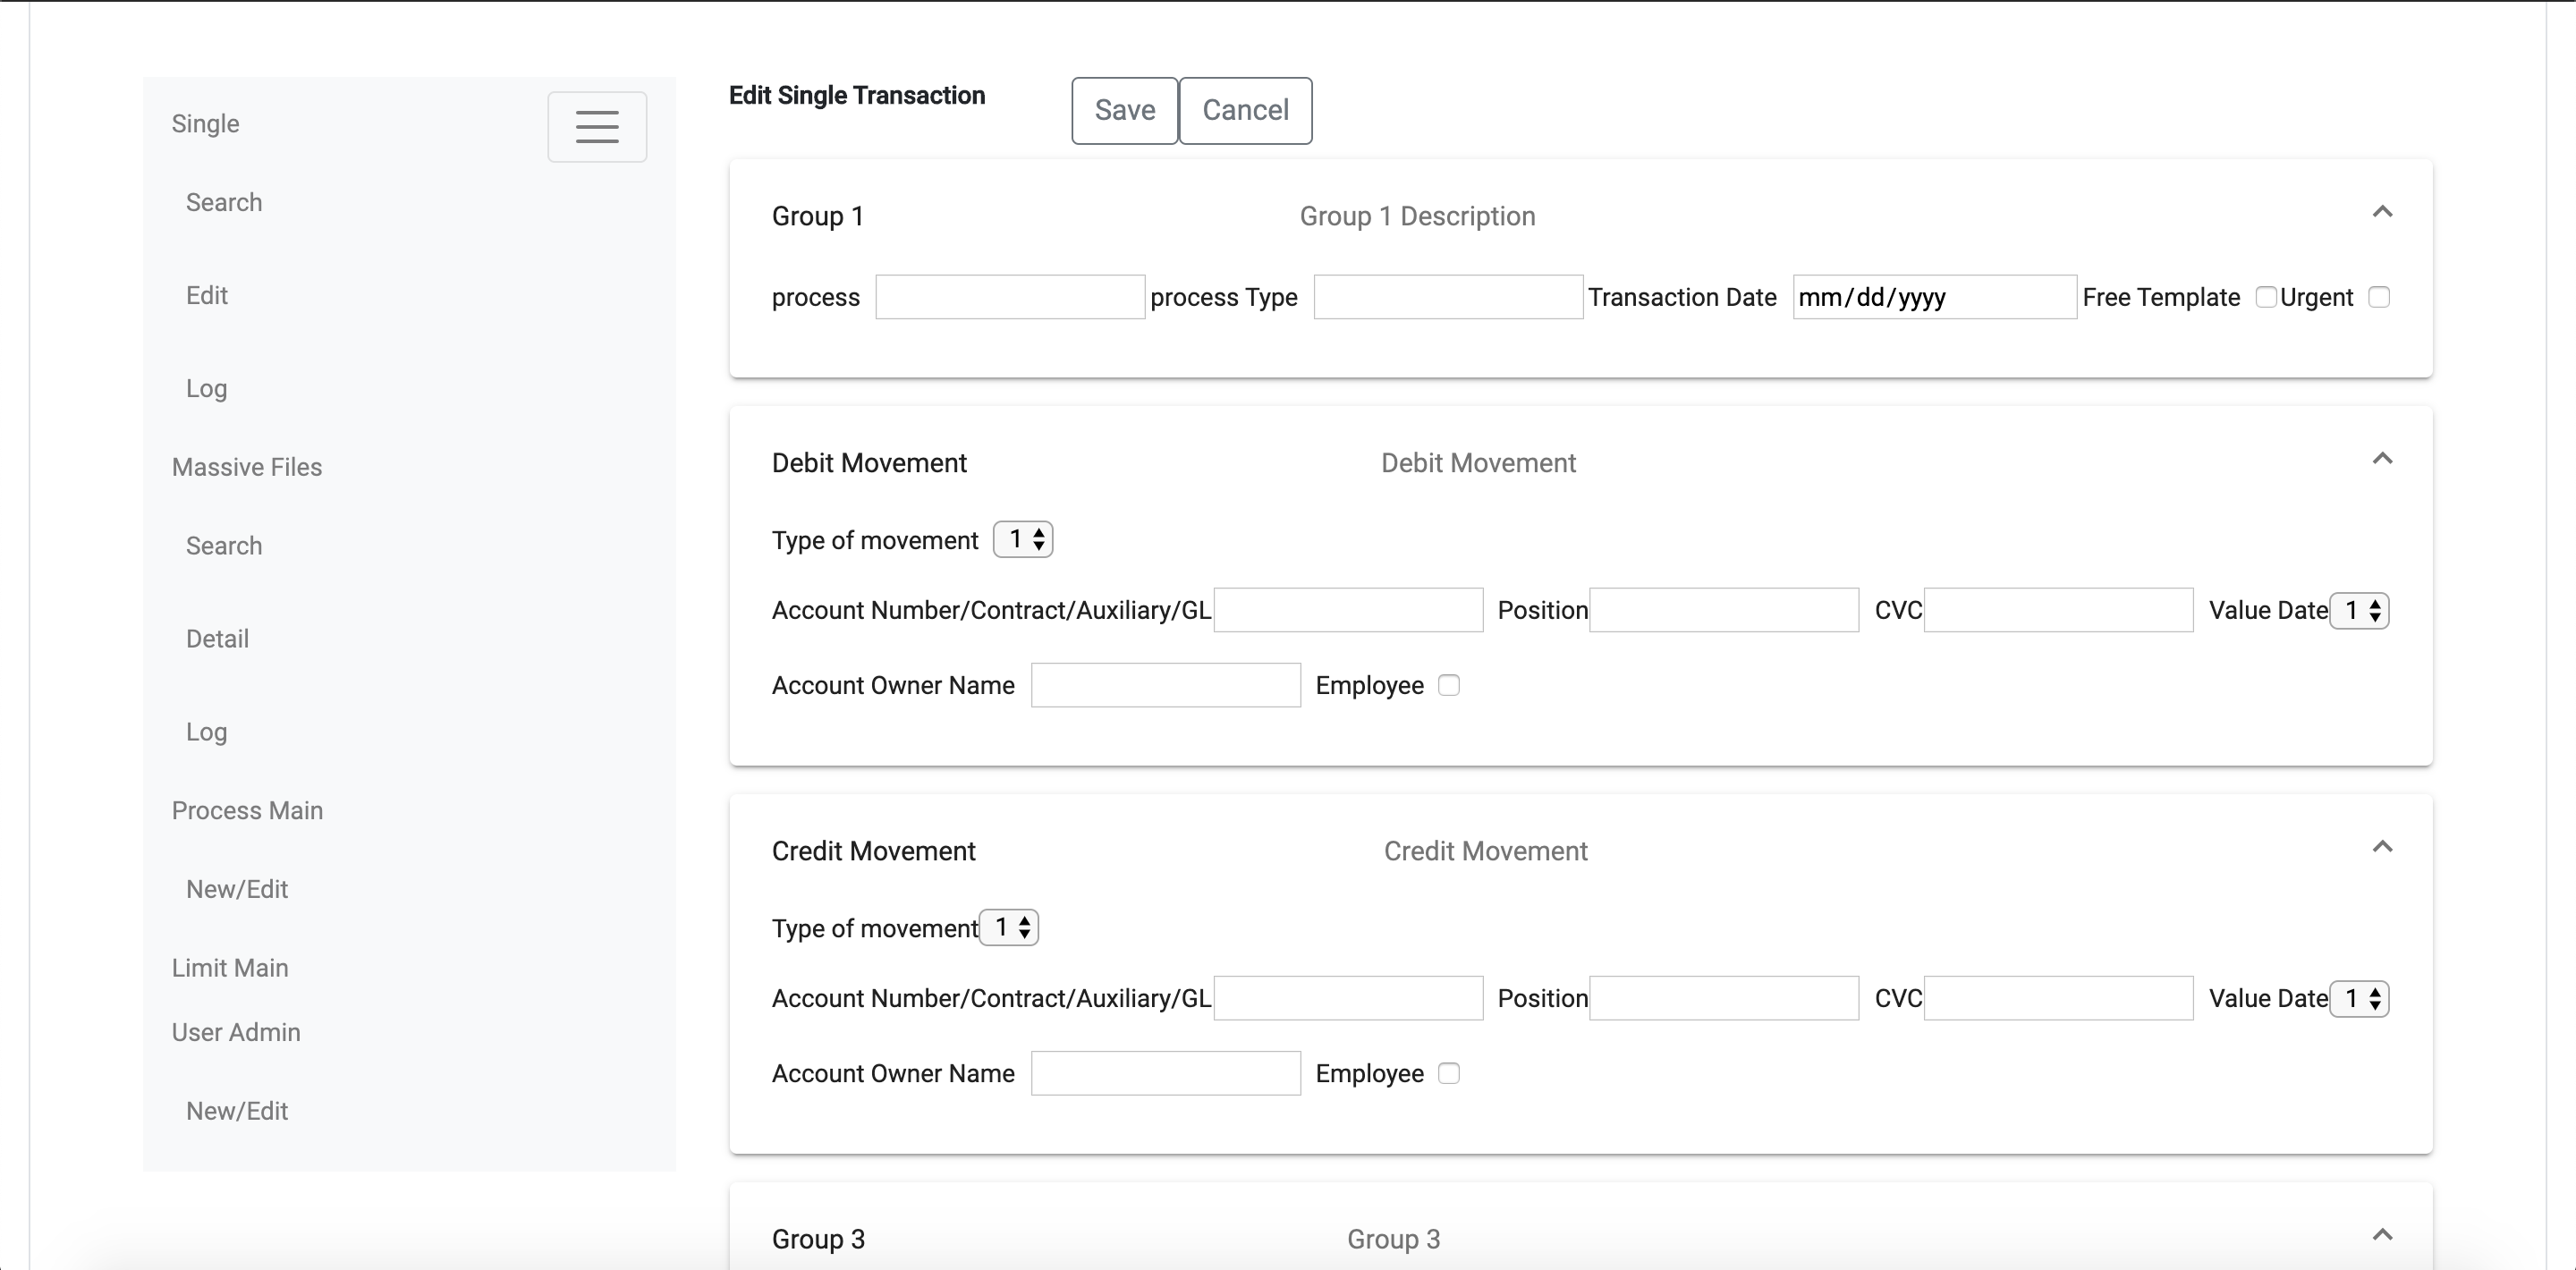 Single
Search
Edit
Log
Massive Files
Search
Detail
Log
Process Main
New/Edit
Limit Main
User Admin
New/Edit
Edit Single Transaction Save Cancel
Group 1 Group 1 Description
process process Type Transaction Date mm/dd/yyyy Free Template Urgent
Debit Movement Debit Movement
Type of movement 1
Account Number/Contract/Auxiliary/GL Position CVC Value Date 1
Account Owner Name Employee
Credit Movement Credit Movement
Type of movement 1
Account Number/Contract/Auxiliary/GL Position CVC Value Date 1
Account Owner Name Employee
Group 3 Group 3